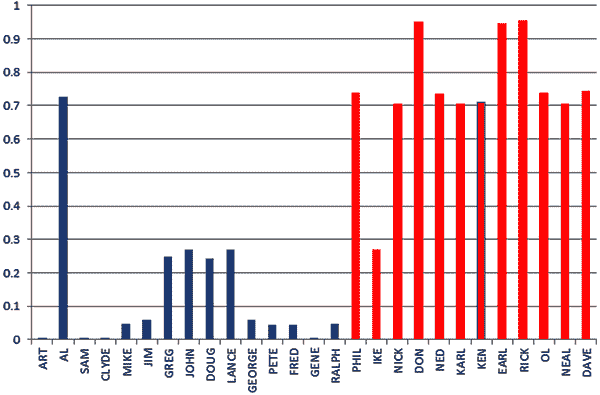 1
0.9
0.8
0.7
0.6
0.5
0.4
0.3
0.2
0.1
0
ART
AL
SAM
CLYDE
MIKE
JIM
GREG
JOHN
DOUG
LANCE
GEORGE
PETE
FRED
GENE
RALPH
PHIL
IKE
NICK
DON
NED
KARL
KEN
EARL
RICK
OL
NEAL
DAVE